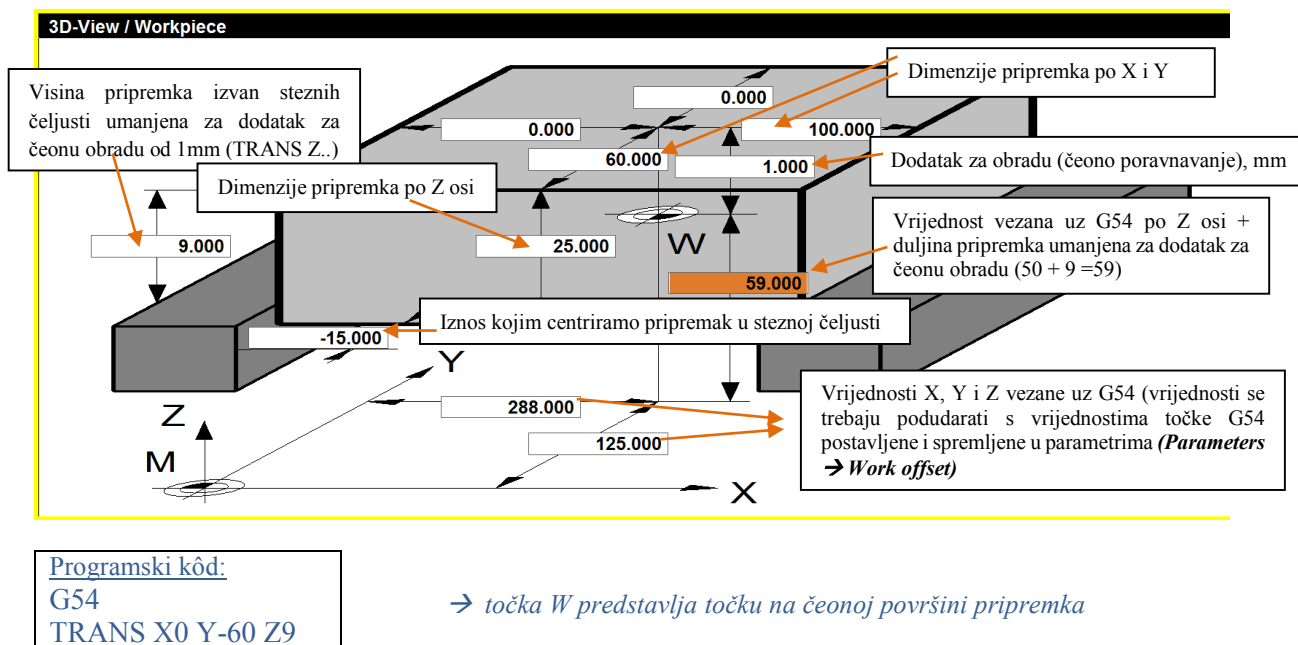 3D-View / Workpiece
Visina pripremka izvan steznih
čeljusti umanjena za dodatak za
čeonu obradu od 1mm (TRANS Z..)
Dimenzije pripremka po X i Y
0.000
0.000
100.000
60.000
1.000
Dodatak za obradu (čeono poravnavanje), mm
Dimenzije pripremka po Z osi
9.000
25.000
W
59.000
Vrijednost vezana uz G54 po Z osi +
duljina pripremka umanjena za dodatak za
čeonu obradu (50 + 9 =59)
-15.000
Iznos kojim centriramo pripremak u steznoj čeljusti
Y
Z
M
X
288.000
125.000
Vrijednosti X, Y i Z vezane uz G54 (vrijednosti se
trebaju podudarati s vrijednostima točke G54
postavljene i spremljene u parametrima (Parameters
→ Work offset)
Programski kôd:
G54
TRANS X0 Y-60 Z9
→ točka W predstavlja točku na čeonoj površini pripremka